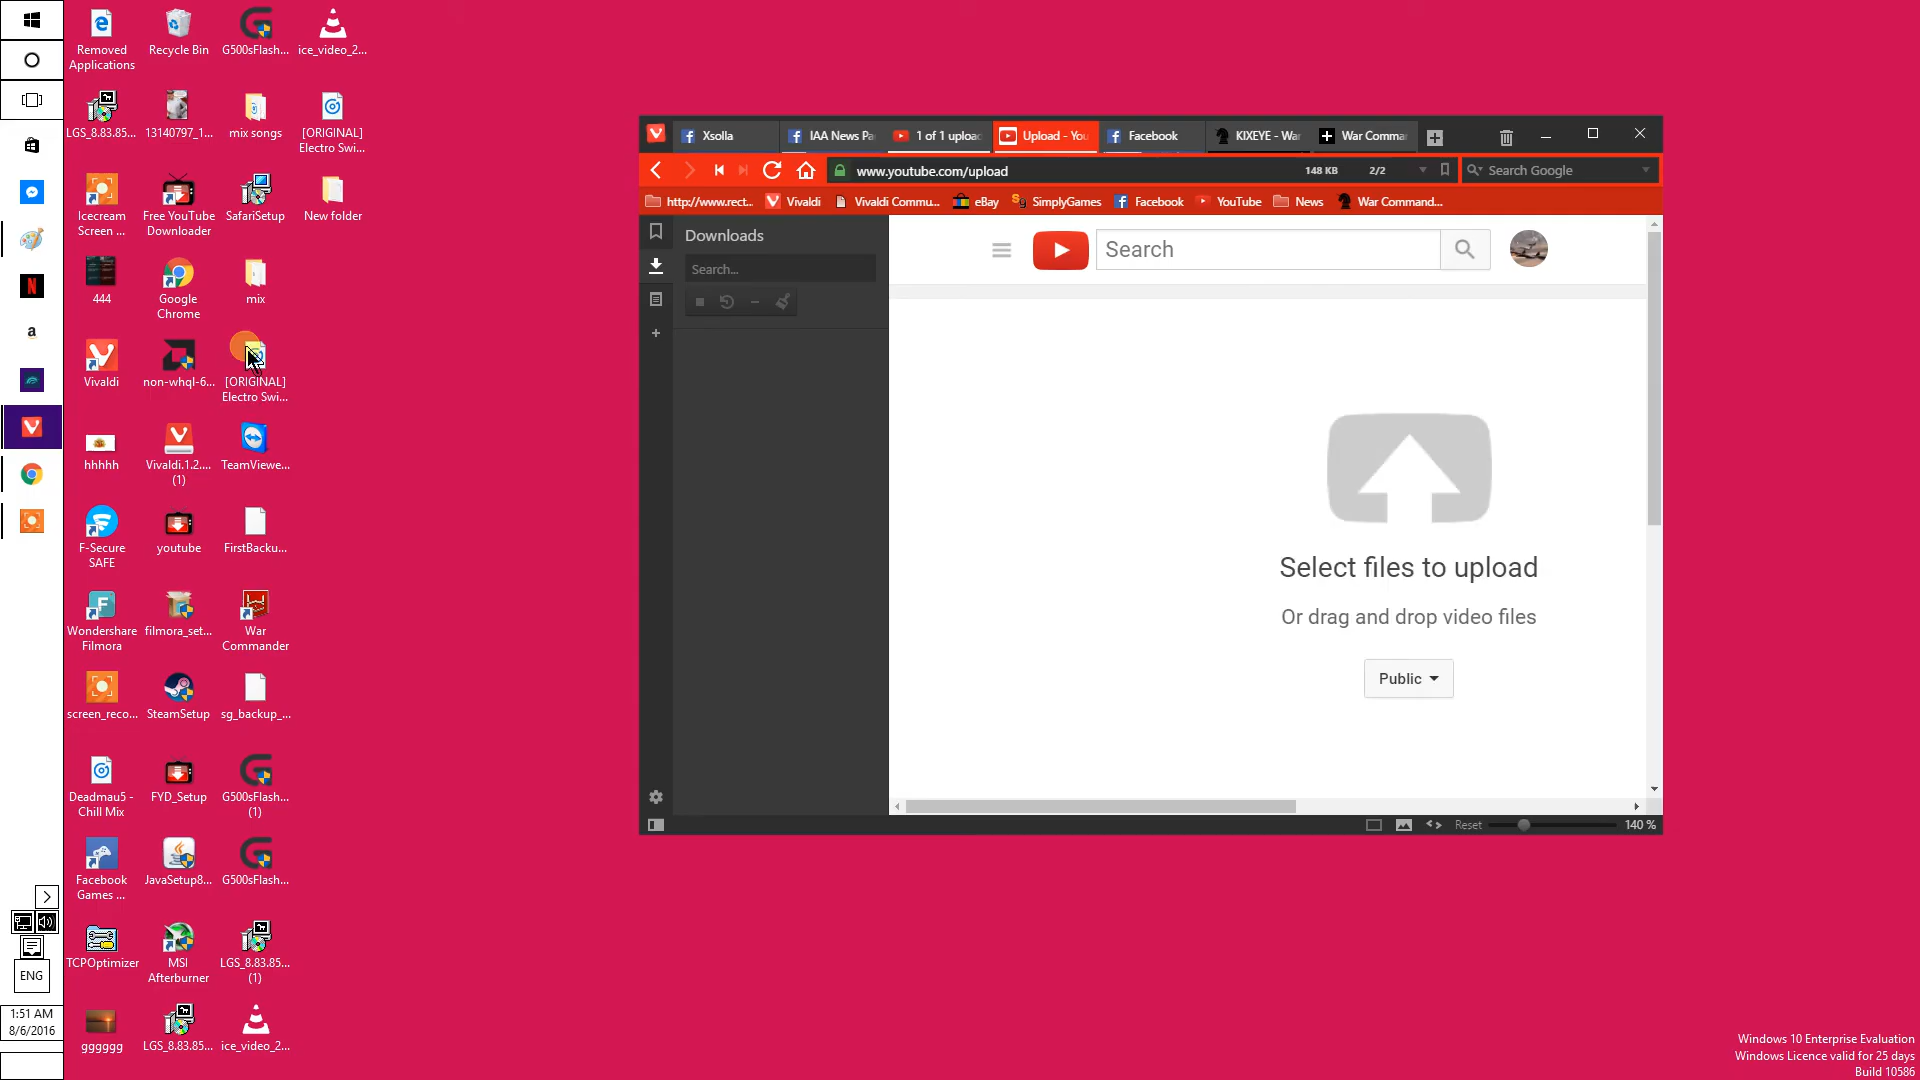 Removed
Applications
Recycle Bin
G500sFlash...
ice_video_2...
LGS_8.83.85...
13140797_1...
mix songs
[ORIGINAL]
Electro Swi...
Icecream
Screen ...
Free YouTube
Downloader
SafariSetup
New folder
444
Google
Chrome
mix
Vivaldi
non-whql-6...
[ORIGINAL]
Electro Swi...
hhhhh
Vivaldi.1.2....
(1)
TeamViewe...
F-Secure
SAFE
youtube
FirstBacku...
Wondershare
Filmora
filmora_set...
War
Commander
screen_reco...
SteamSetup
sg_backup_...
Deadmau5 -
Chill Mix
FYD_Setup
G500sFlash...
(1)
Facebook
Games ...
JavaSetup8...
G500sFlash...
TCPOptimizer
MSI
Afterburner
LGS_8.83.85...
(1)
gggggg
LGS_8.83.85...
ice_video_2...
ENG
1:51 AM
8/6/2016
Xsolla
IAA News Pa
1 of 1 uploa
Upload - You
Facebook
KIXEYE - War
War Comma
www.youtube.com/upload
148 KB
2/2
Search Google
http://www.rect...
Vivaldi
Vivaldi Commu...
eBay
SimplyGames
Facebook
YouTube
News
War Command...
Downloads
Search...
Search
Select files to upload
Or drag and drop video files
Public
Reset
140 %
Windows 10 Enterprise Evaluation
Windows Licence valid for 25 days
Build 10586